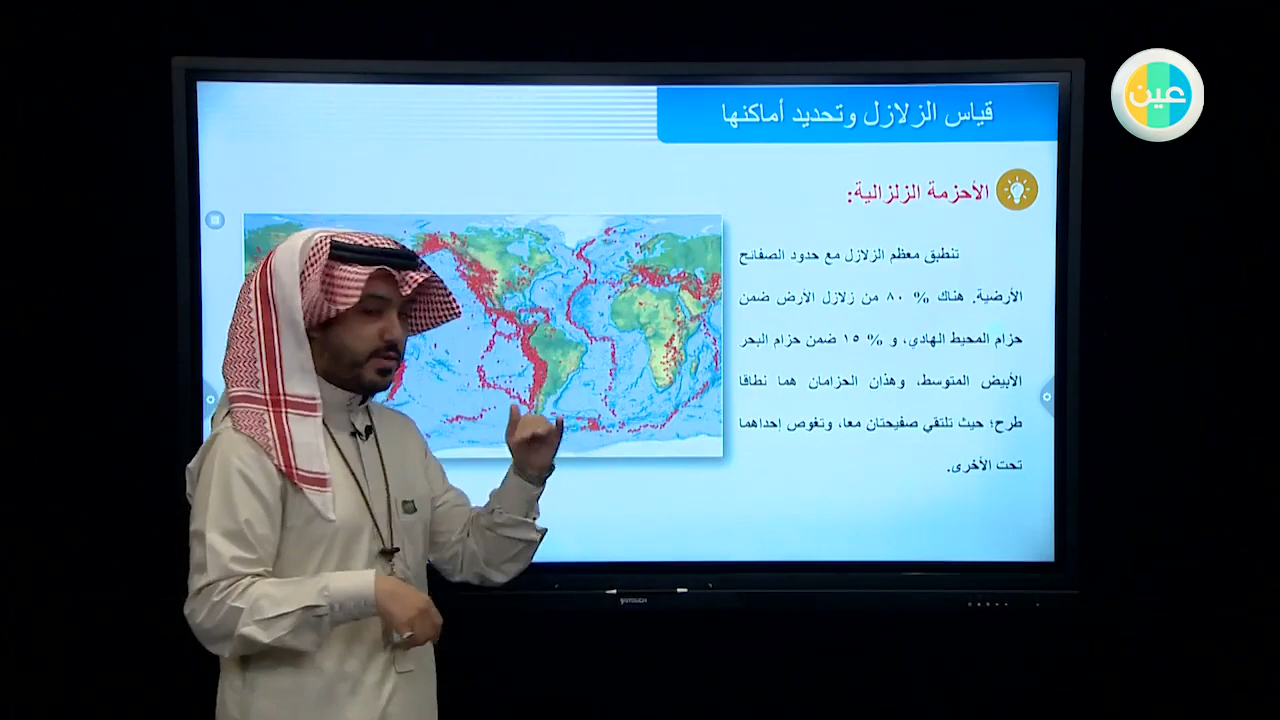 عين
قياس الزلازل وتحديد أماكنها
الأحزمة الزلزالية:
تنطبق معظم الزلازل مع حدود الصفائح
الأرضية. هناك % ٨٠ من زلازل الأرض ضمن
حزام المحيط الهادي، و % ١٥ ضمن حزام البحر
الأبيض المتوسط، وهذان الحزامان هما نطاقا
طرح؛ حيث تلتقي صفيحتان معا، وتغوص إحداهما
تحت الأخرى.